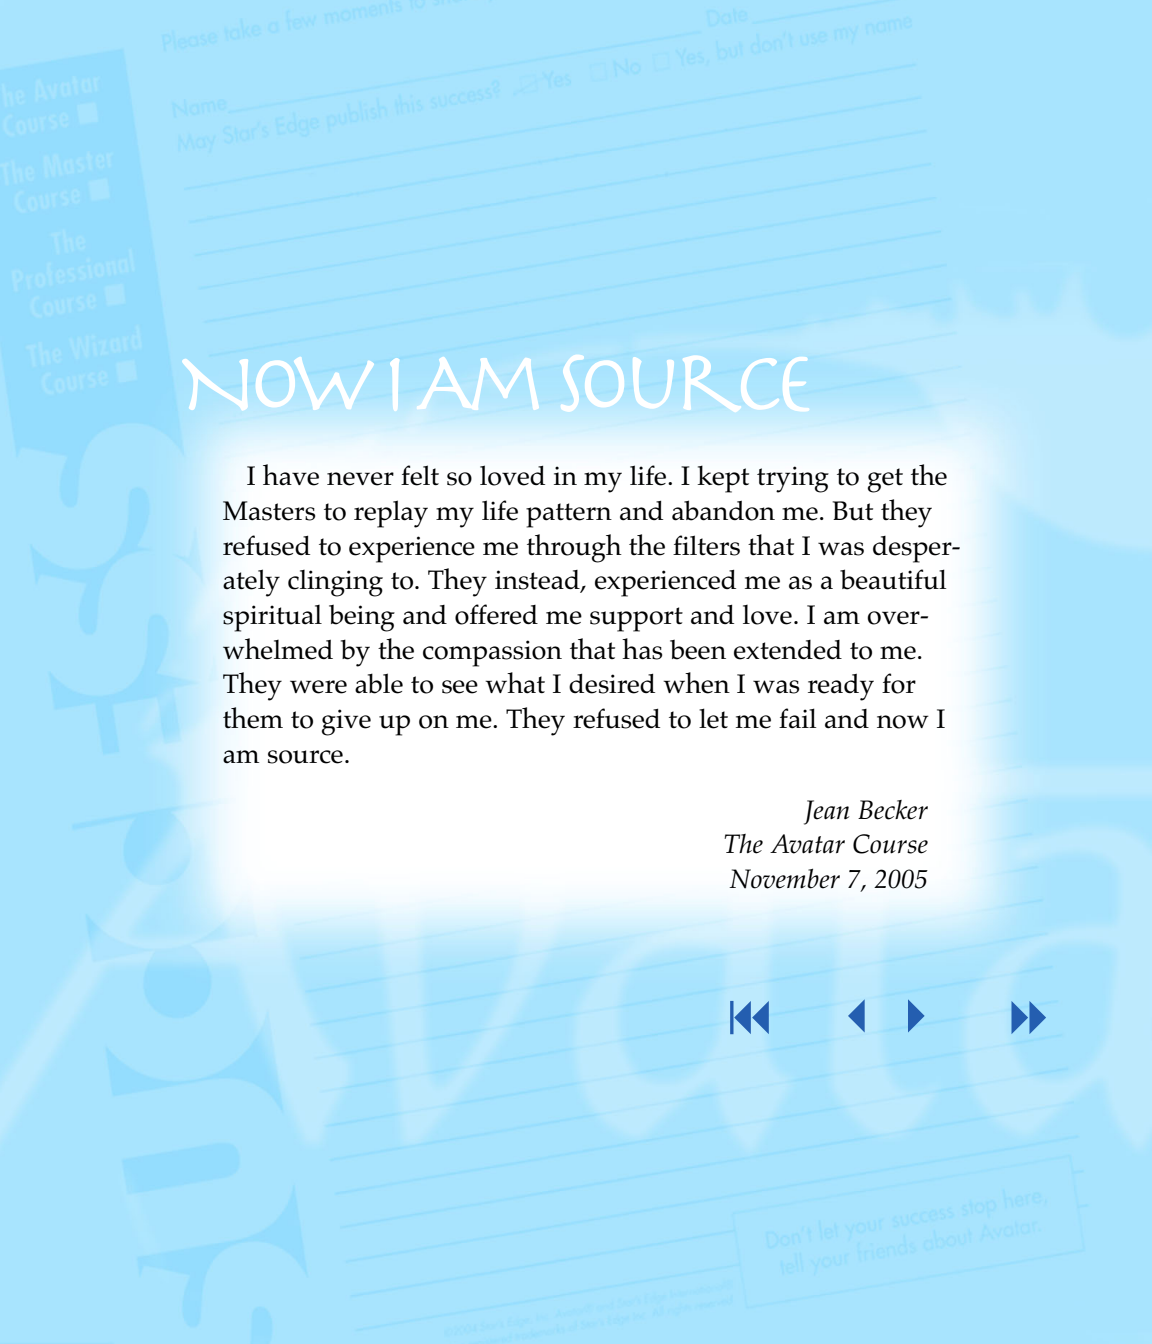 Please take a few moments to
Date
Name
May Star's Edge publish this success? Yes No Yes, but don't use my name
The Avatar
Course
The Master
Course
The
Professional
Course
The Wizard
Course
NOW I AM SOURCE
I have never felt so loved in my life. I kept trying to get the
Masters to replay my life pattern and abandon me. But they
refused to experience me through the filters that I was desper-
ately clinging to. They instead, experienced me as a beautiful
spiritual being and offered me support and love. I am over-
whelmed by the compassion that has been extended to me.
They were able to see what I desired when I was ready for
them to give up on me. They refused to let me fail and now I
am source.
Jean Becker
The Avatar Course
November 7, 2005
Avata
Don't let your success stop here,
tell your friends about Avatar.